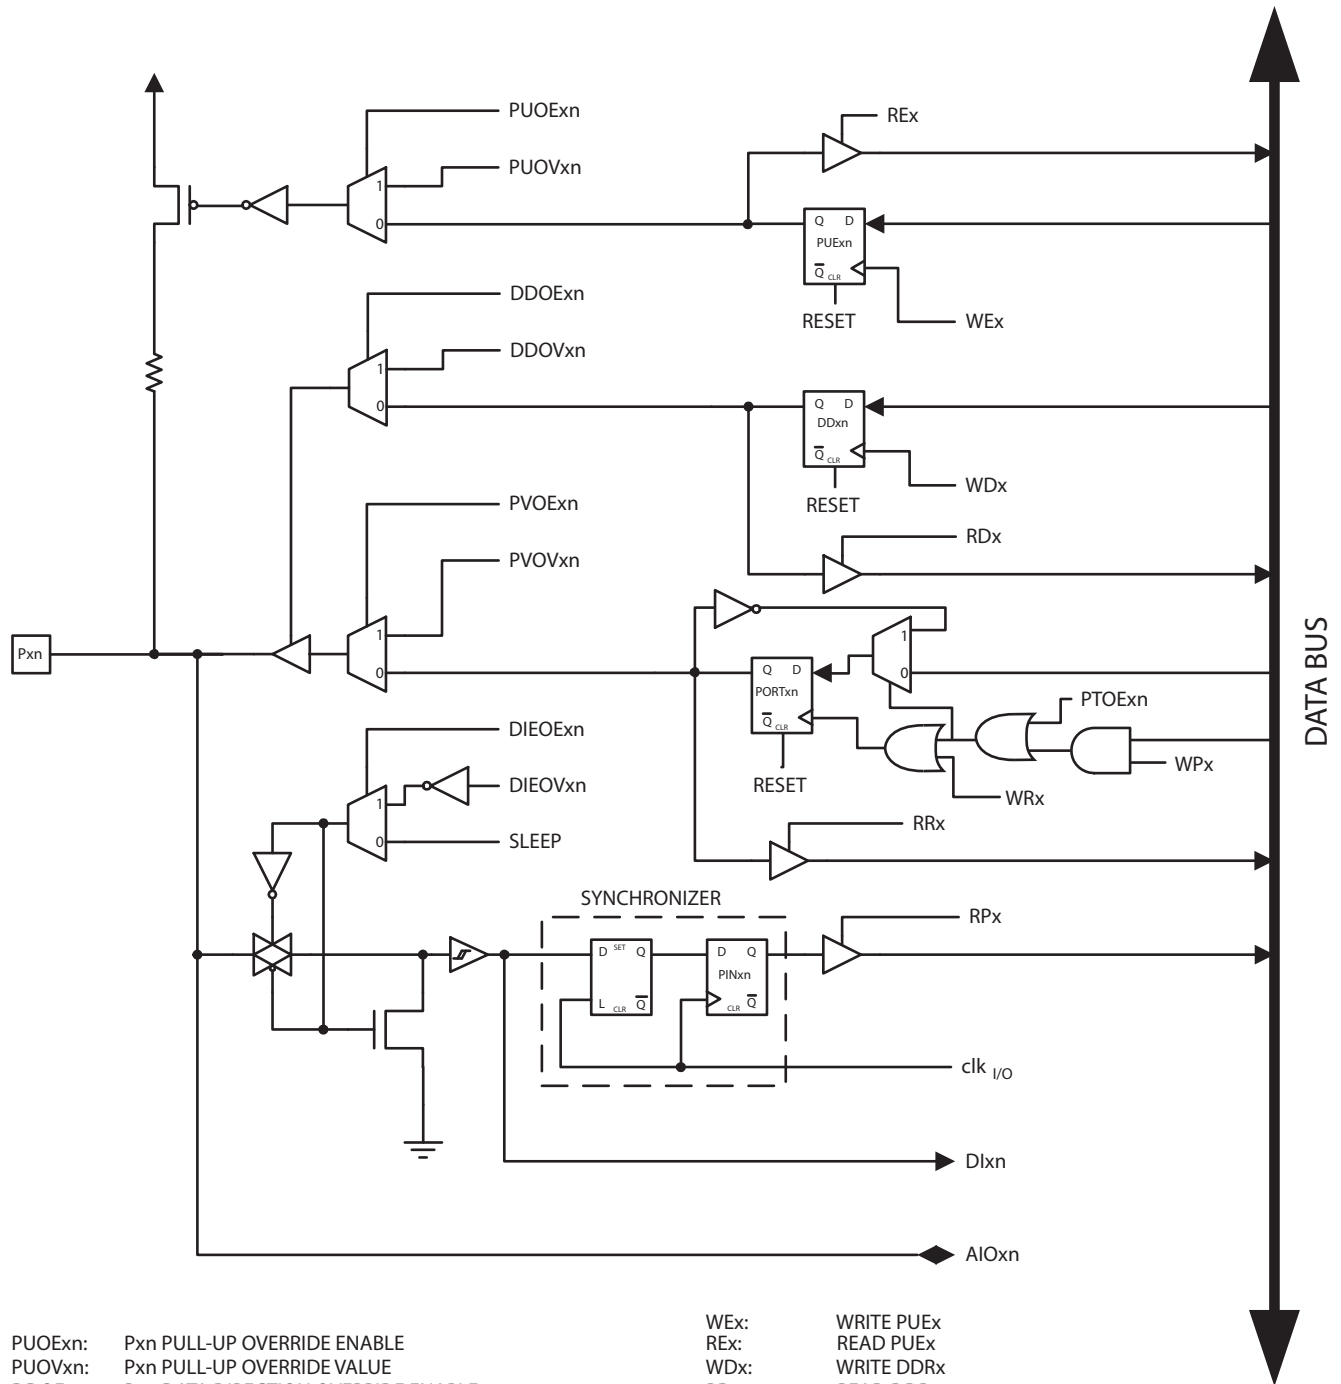 PUOExn
REx
PUOVxn
1
0
Q D
PUExn
Q CLR
RESET
WEx
DDOExn
DDOVxn
1
0
Q D
DDxn
Q CLR
RESET
WDx
PVOExn
RDx
PVOVxn
Pxn
1
0
1
0
Q D
PORTxn
Q CLR
RESET
PTOExn
WPx
WRx
DATA BUS
DIEOExn
DIEOVxn
1
0
SLEEP
RRx
SYNCHRONIZER
RPx
D SET Q
L CLR Q
D Q
PINxn
CLR Q
clk I/O
DIxn
AIOxn
PUOExn: Pxn PULL-UP OVERRIDE ENABLE
PUOVxn: Pxn PULL-UP OVERRIDE VALUE
WEx: WRITE PUEx
REx: READ PUEx
WDx: WRITE DDRx